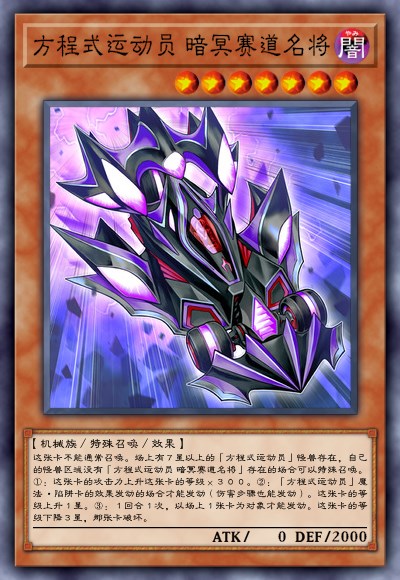 方程式运动员 暗冥赛道名将
闇
やみ
【机械族／特殊召唤／效果】
这张卡不能通常召唤。场上有7星以上的「方程式运动员」怪兽存在，自己
的怪兽区域没有「方程式运动员 暗冥赛道名将」存在的场合可以特殊召唤。
①：这张卡的攻击力上升这张卡的等级ｘ３００。②：「方程式运动员」魔
法·陷阱卡的效果发动的场合才能发动（伤害步骤也能发动）。这张卡的等
级上升1星。③：1回合1次，以场上1张卡为对象才能发动。这张卡的等
级下降3星，那张卡破坏。
ATK/ 0 DEF/2000